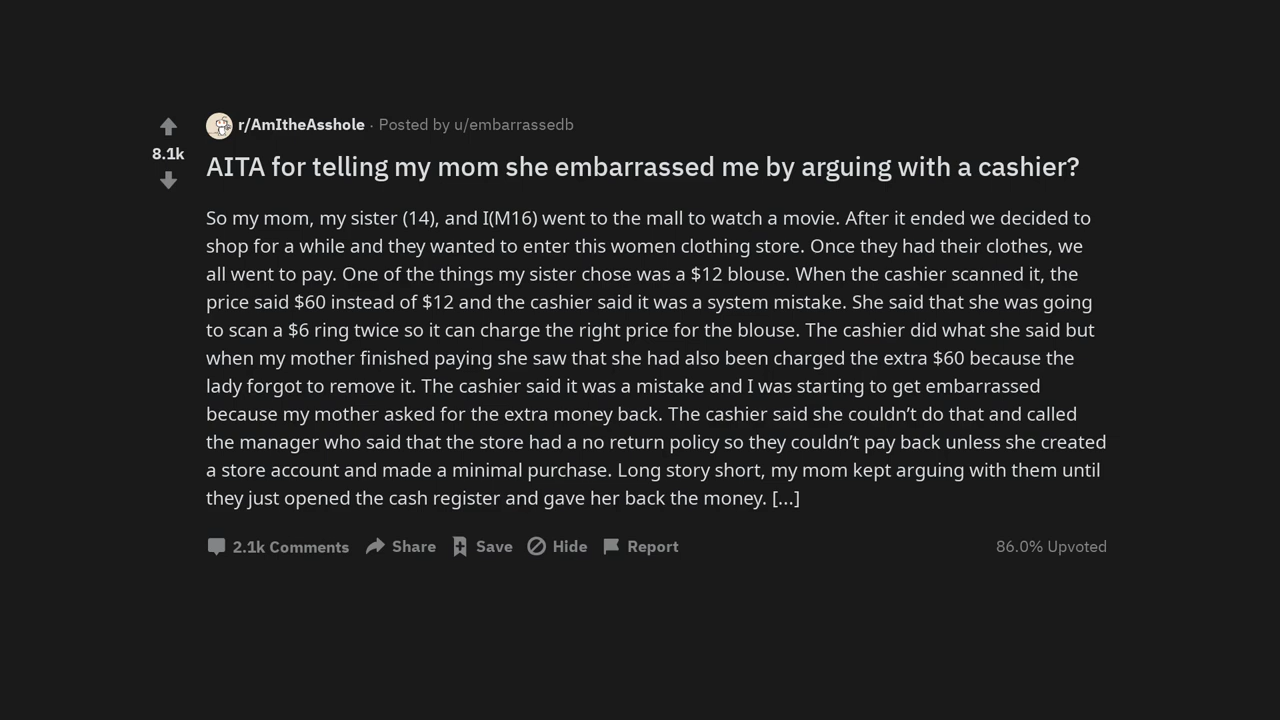 r/AmItheAsshole · Posted by u/embarrassedb
8.1k
AITA for telling my mom she embarrassed me by arguing with a cashier?
So my mom, my sister (14), and I(M16) went to the mall to watch a movie. After it ended we decided to
shop for a while and they wanted to enter this women clothing store. Once they had their clothes, we
all went to pay. One of the things my sister chose was a $12 blouse. When the cashier scanned it, the
price said $60 instead of $12 and the cashier said it was a system mistake. She said that she was going
to scan a $6 ring twice so it can charge the right price for the blouse. The cashier did what she said but
when my mother finished paying she saw that she had also been charged the extra $60 because the
lady forgot to remove it. The cashier said it was a mistake and I was starting to get embarrassed
because my mother asked for the extra money back. The cashier said she couldn’t do that and called
the manager who said that the store had a no return policy so they couldn’t pay back unless she created
a store account and made a minimal purchase. Long story short, my mom kept arguing with them until
they just opened the cash register and gave her back the money. [...]
2.1k Comments Share Save Hide Report 86.0% Upvoted